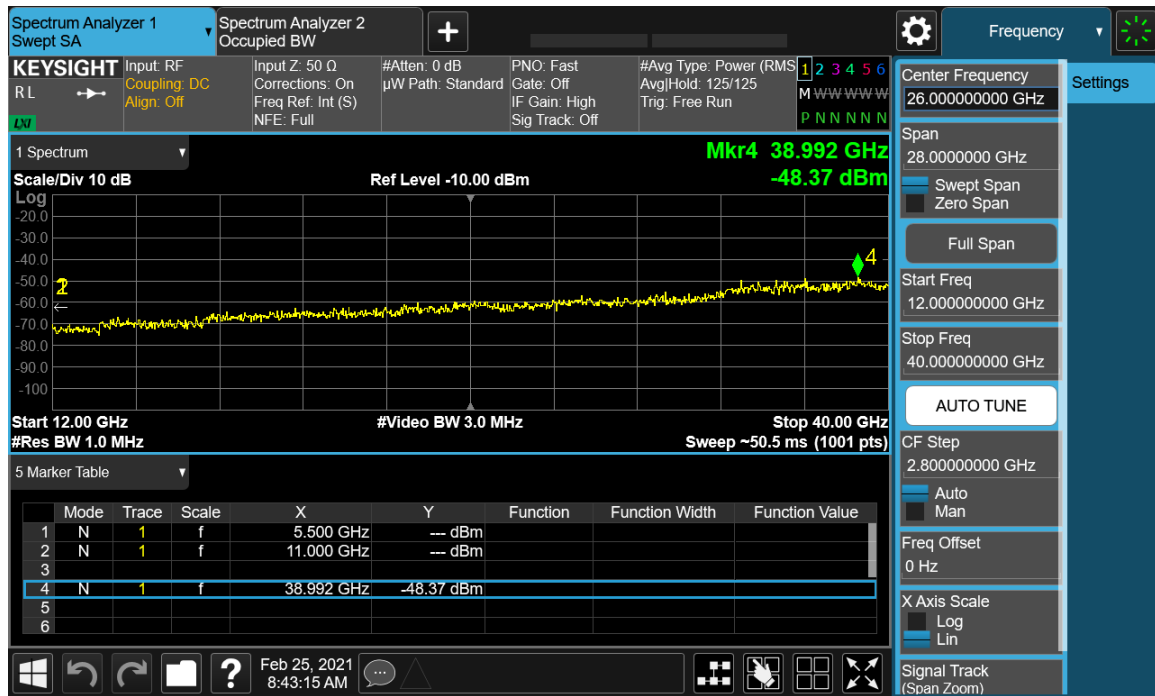 Spectrum Analyzer 1
Swept SA
Spectrum Analyzer 2
Occupied BW
Frequency
KEYSIGHT
R L
LXI
Input: RF
Coupling: DC
Align: Off
Input Z: 50 Ω
Corrections: On
Freq Ref: Int (S)
NFE: Full
#Atten: 0 dB
µW Path: Standard
PNO: Fast
Gate: Off
IF Gain: High
Sig Track: Off
#Avg Type: Power (RMS
Avg|Hold: 125/125
Trig: Free Run
1 2 3 4 5 6
M W W W W W
P N N N N N
1 Spectrum
Mkr4 38.992 GHz
Scale/Div 10 dB
Ref Level -10.00 dBm
-48.37 dBm
Log
-20.0
-30.0
-40.0
-50.0
-60.0
-70.0
-80.0
-90.0
-100
1
2
4
Start 12.00 GHz
#Video BW 3.0 MHz
Stop 40.00 GHz
#Res BW 1.0 MHz
Sweep ~50.5 ms (1001 pts)
5 Marker Table
Mode Trace Scale X Y Function Function Width Function Value
1 N 1 f 5.500 GHz --- dBm
2 N 1 f 11.000 GHz --- dBm
3
4 N 1 f 38.992 GHz -48.37 dBm
5
6
Feb 25, 2021
8:43:15 AM
Center Frequency
26.000000000 GHz
Settings
Span
28.0000000 GHz
Swept Span
Zero Span
Full Span
Start Freq
12.000000000 GHz
Stop Freq
40.000000000 GHz
AUTO TUNE
CF Step
2.800000000 GHz
Auto
Man
Freq Offset
0 Hz
X Axis Scale
Log
Lin
Signal Track
(Span Zoom)